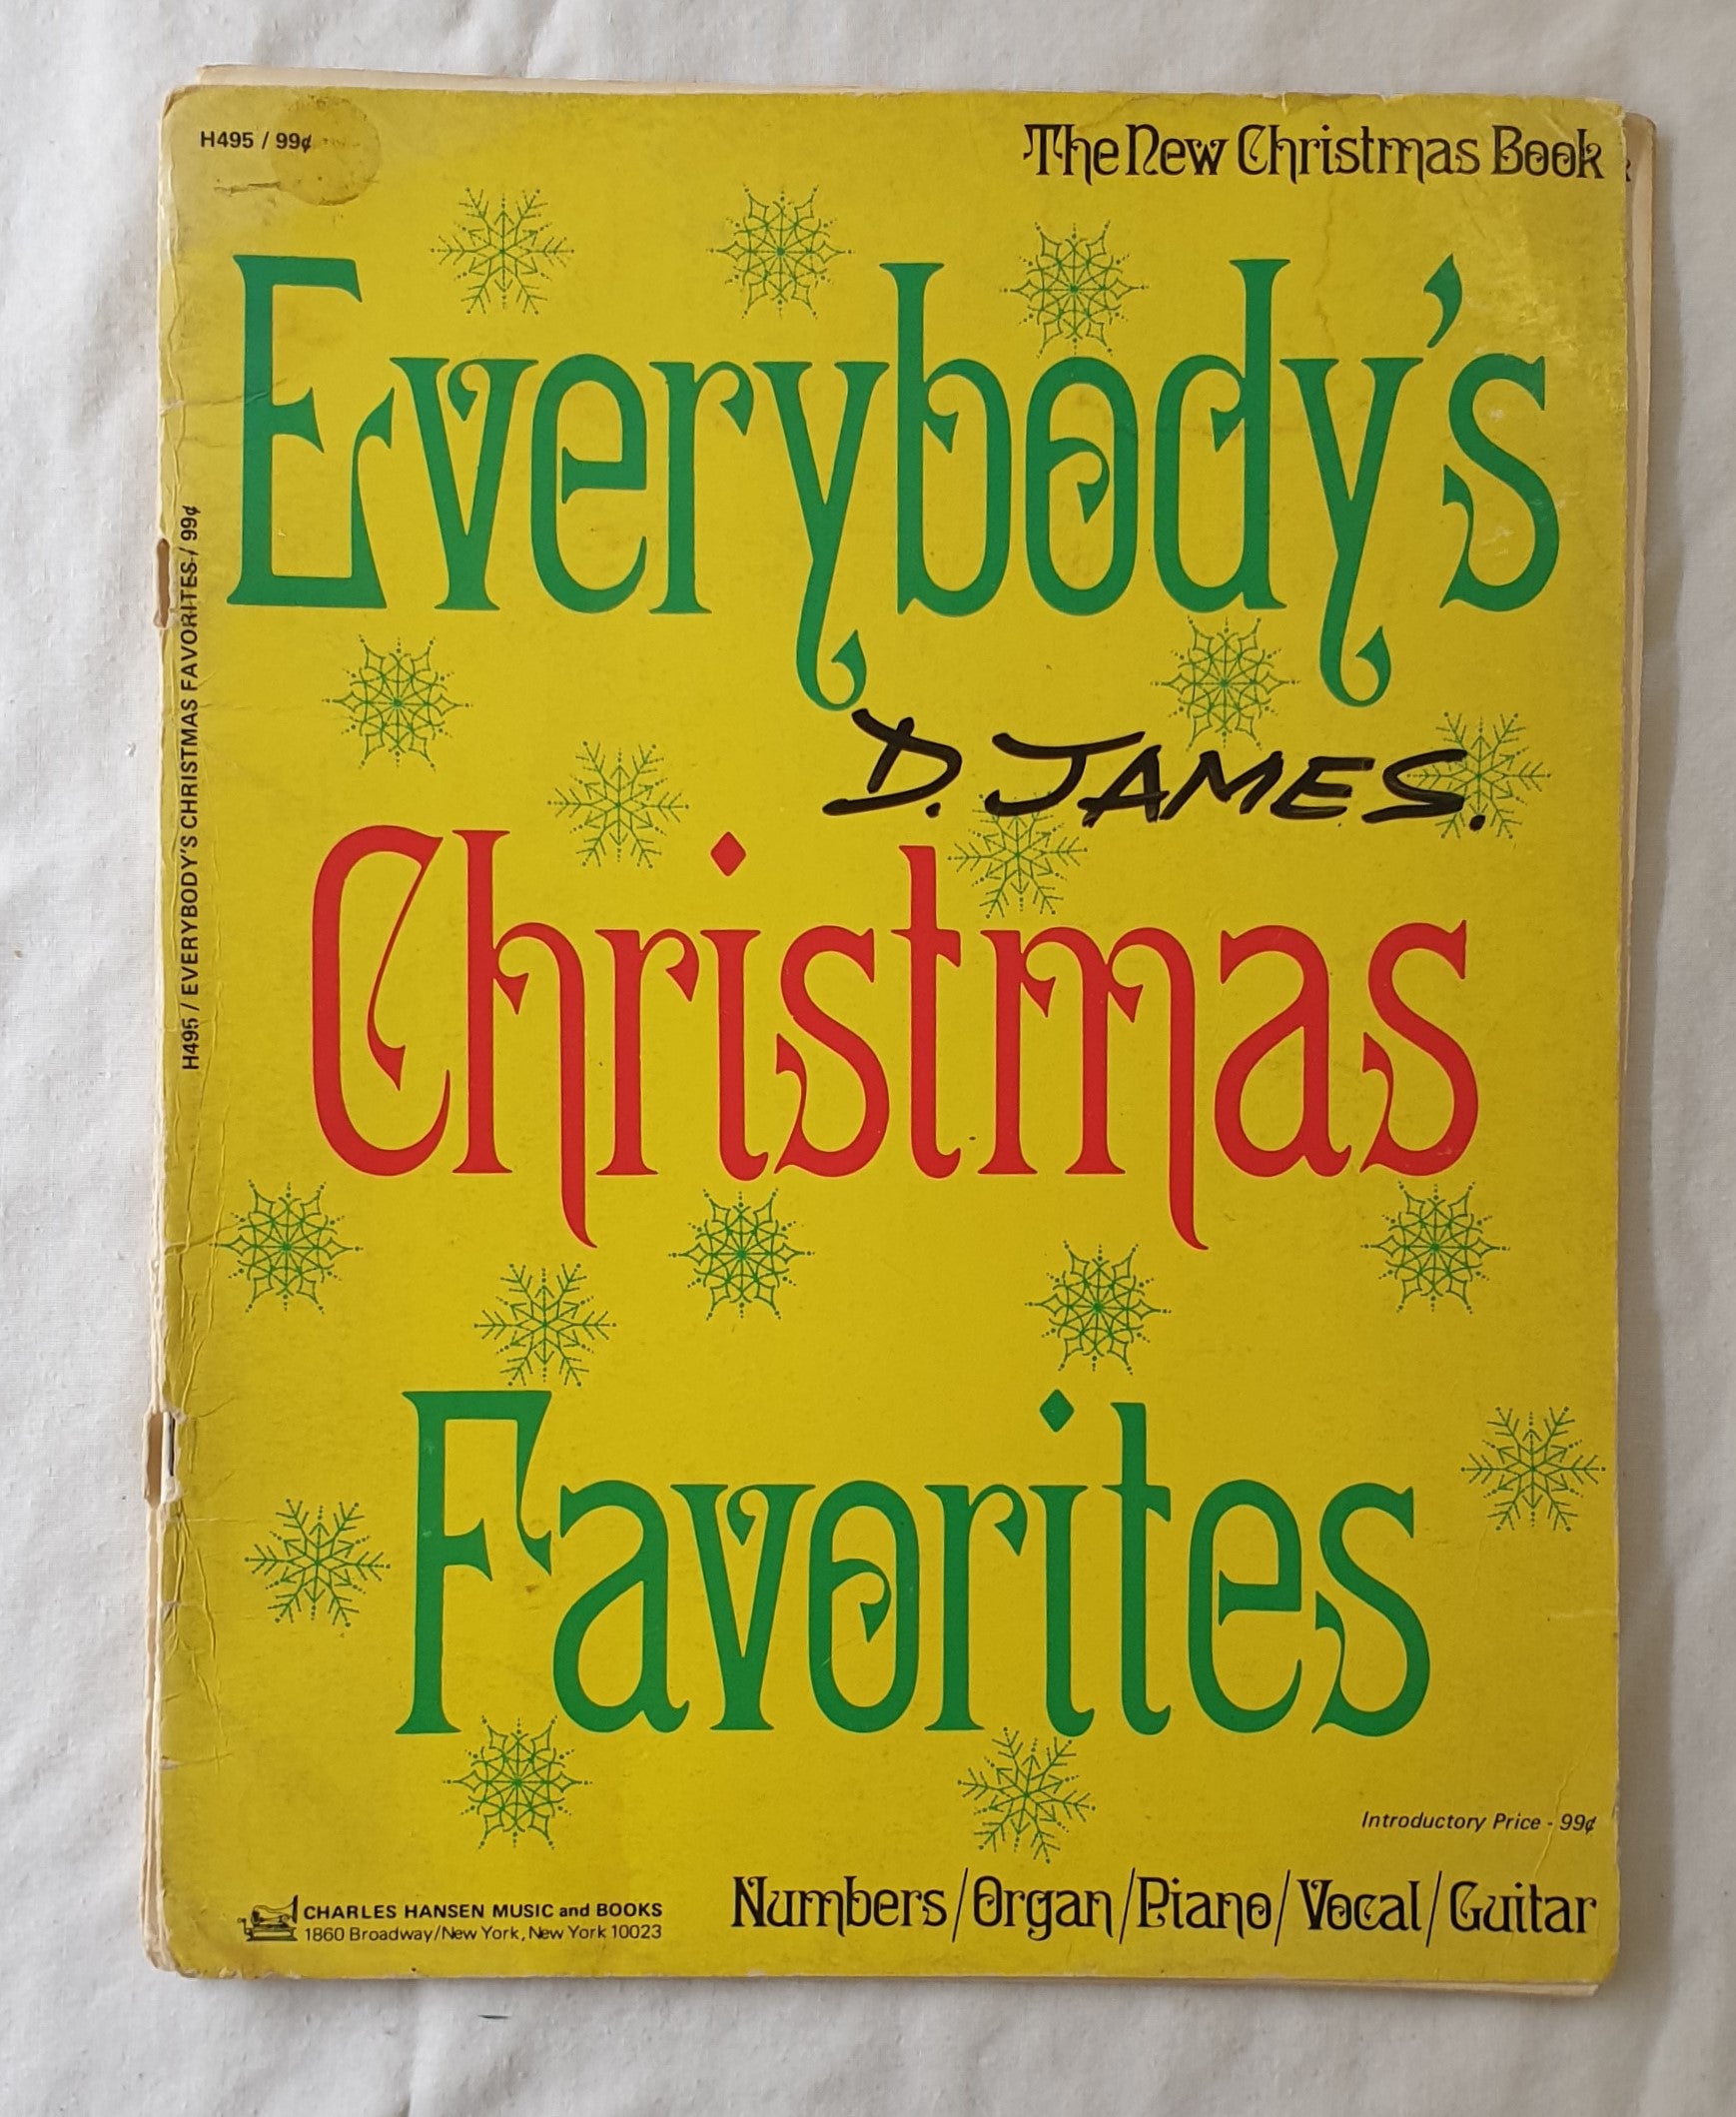 H495 / 99¢
The New Christmas Book
Everybody's
D. JAMES.
Christmas
Favorites
H495 / EVERYBODY'S CHRISTMAS FAVORITES / 99¢
Introductory Price - 99¢
Numbers/Organ/Piano/Vocal/Guitar
CHARLES HANSEN MUSIC and BOOKS
1860 Broadway/New York, New York 10023